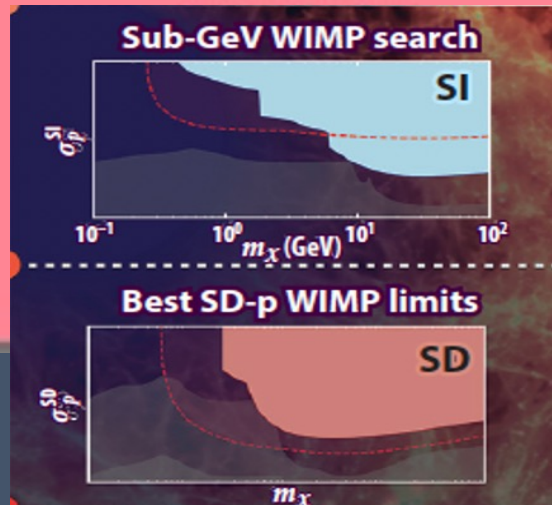 Sub-GeV WIMP search
SI
σₚˢᴵ
10⁻¹ 10⁰ 10¹ 10²
mχ (GeV)
Best SD-p WIMP limits
SD
σₚˢᴰ
mχ